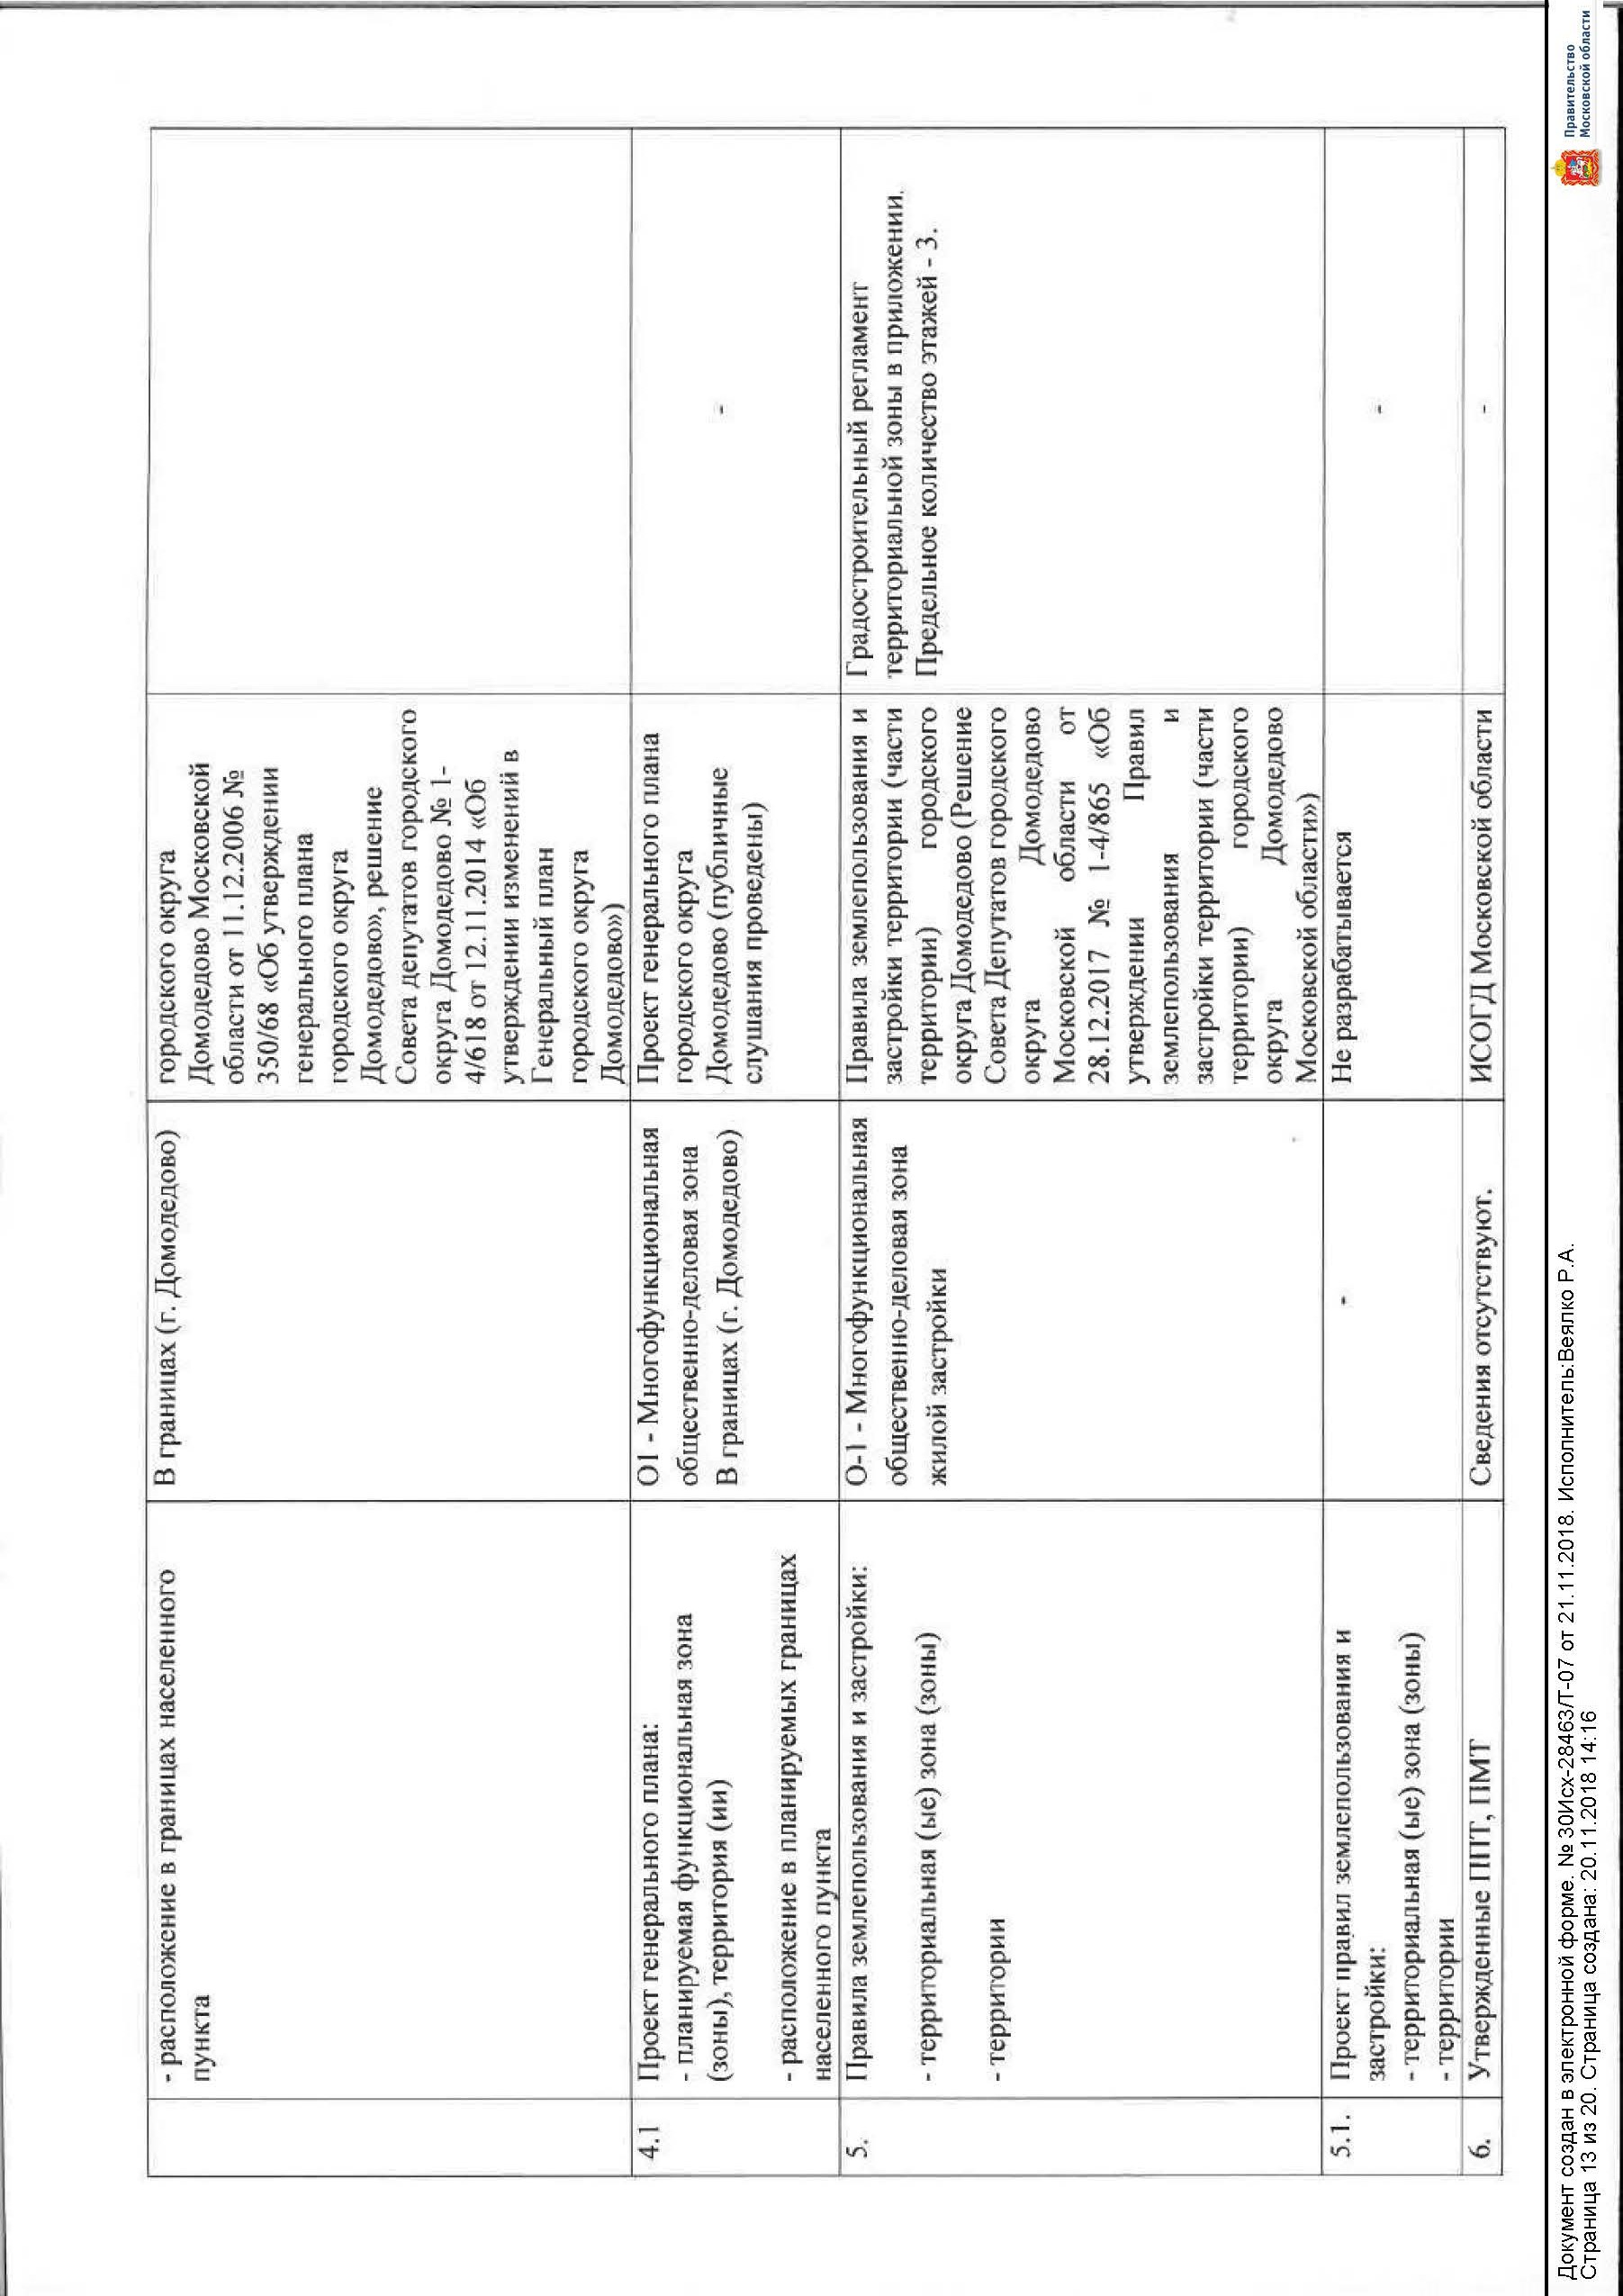 - расположение в границах населенного
пункта
В границах (г. Домодедово)
городского округа
Домодедово Московской
области от 11.12.2006 №
350/68 «Об утверждении
генерального плана
городского округа
Домодедово», решение
Совета депутатов городского
округа Домодедово № 1-
4/618 от 12.11.2014 «Об
утверждении изменений в
Генеральный план
городского округа
Домодедово»)
4.1
Проект генерального плана:
- планируемая функциональная зона
(зоны), территория (ии)
- расположение в планируемых границах
населенного пункта
О1 - Многофункциональная
общественно-деловая зона
В границах (г. Домодедово)
Проект генерального плана
городского округа
Домодедово (публичные
слушания проведены)
-
5.
Правила землепользования и застройки:
- территориальная (ые) зона (зоны)
- территории
О-1 - Многофункциональная
общественно-деловая зона
жилой застройки
Правила землепользования и
застройки территории (части
территории) городского
округа Домодедово (Решение
Совета Депутатов городского
округа Домодедово
Московской области от
28.12.2017 № 1-4/865 «Об
утверждении Правил
землепользования и
застройки территории (части
территории) городского
округа Домодедово
Московской области»)
Градостроительный регламент
территориальной зоны в приложении.
Предельное количество этажей - 3.
5.1.
Проект правил землепользования и
застройки:
- территориальная (ые) зона (зоны)
- территории
-
Не разрабатывается
-
6.
Утвержденные ППТ, ПМТ
Сведения отсутствуют.
ИСОГД Московской области
-
Документ создан в электронной форме. № 30Исх-28463/Т-07 от 21.11.2018. Исполнитель:Веялко Р.А.
Страница 13 из 20. Страница создана: 20.11.2018 14:16
Правительство
Московской области